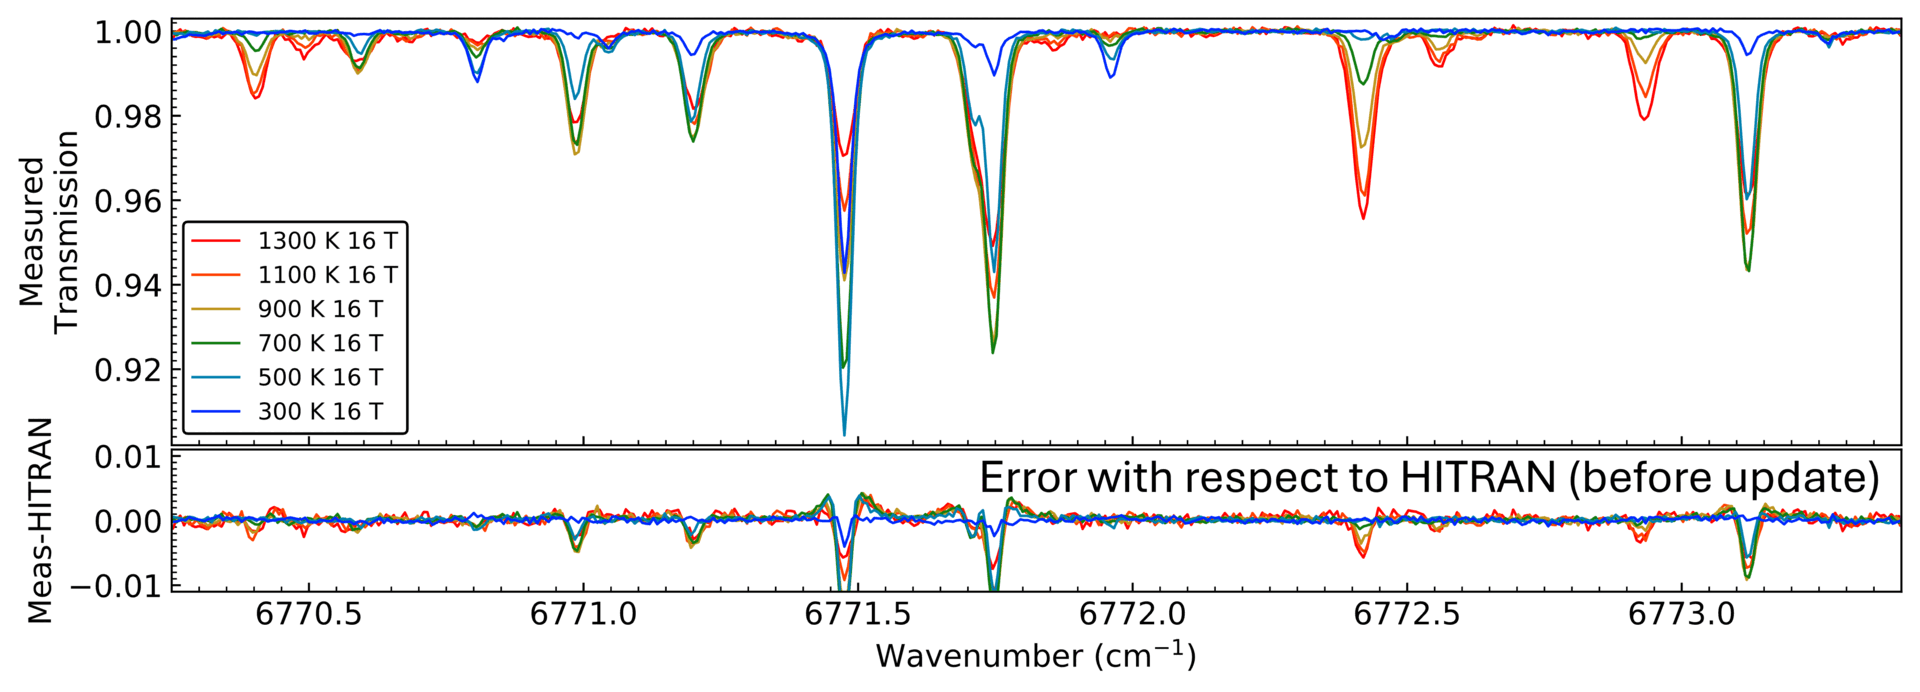 Measured
Transmission
1.00
0.98
0.96
0.94
0.92
1300 K 16 T
1100 K 16 T
900 K 16 T
700 K 16 T
500 K 16 T
300 K 16 T
Meas-HITRAN
0.01
0.00
−0.01
Error with respect to HITRAN (before update)
6770.5 6771.0 6771.5 6772.0 6772.5 6773.0
Wavenumber (cm⁻¹)